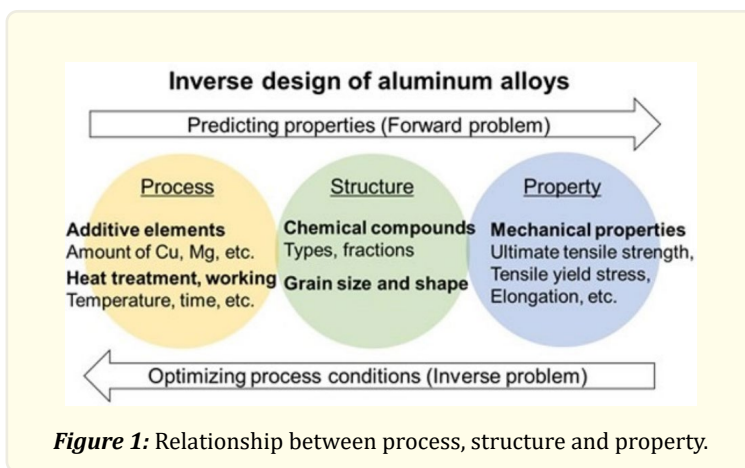 Inverse design of aluminum alloys
Predicting properties (Forward problem)
Process
Additive elements
Amount of Cu, Mg, etc.
Heat treatment, working
Temperature, time, etc.
Structure
Chemical compounds
Types, fractions
Grain size and shape
Property
Mechanical properties
Ultimate tensile strength,
Tensile yield stress,
Elongation, etc.
Optimizing process conditions (Inverse problem)
Figure 1: Relationship between process, structure and property.